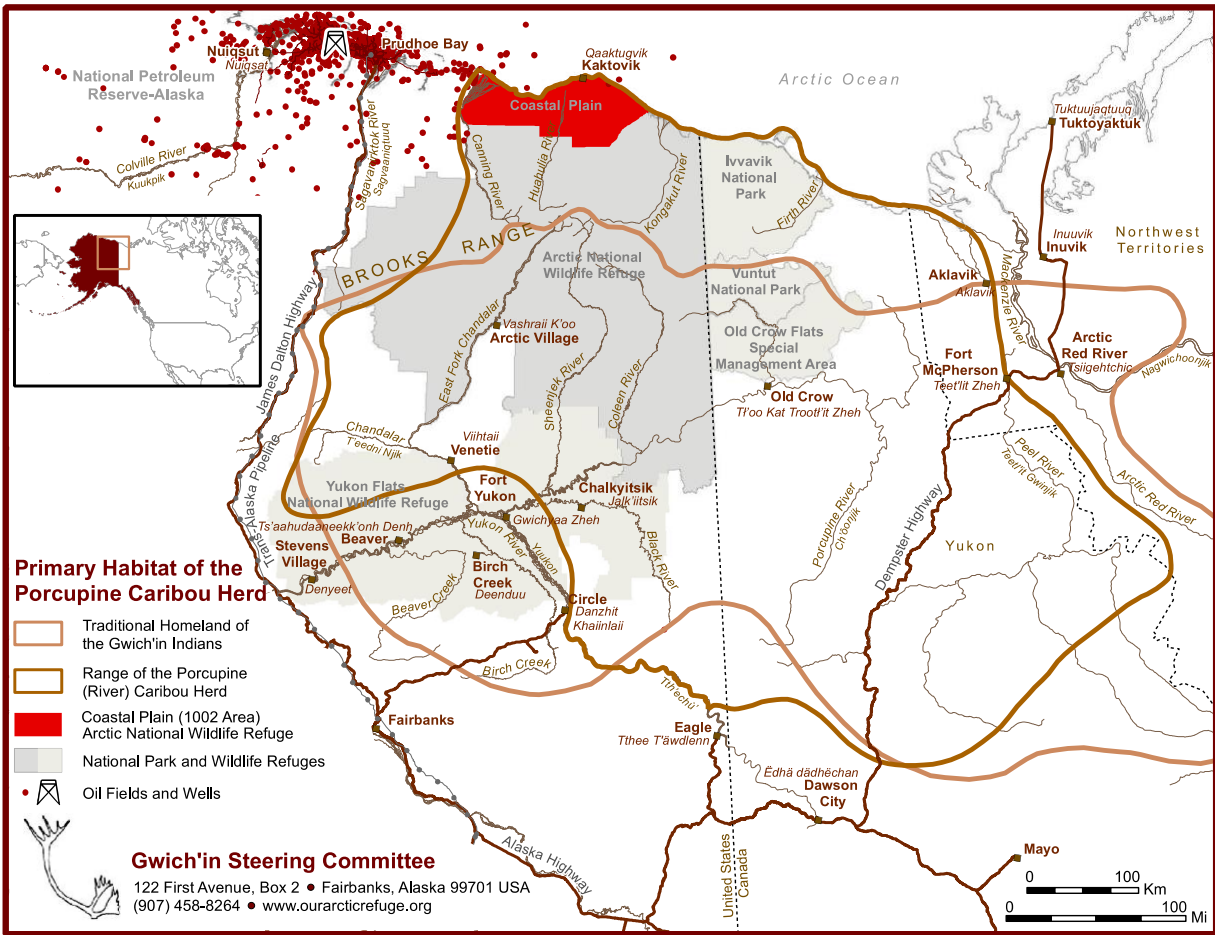 Prudhoe Bay
Nuiqsut
Nuiqsat
National Petroleum
Reserve-Alaska
Qaaktugvik
Kaktovik
Arctic Ocean
Coastal Plain
Tuktuujaqtuuq
Tuktoyaktuk
Colville River
Kuukpik
Sagavanirktok River
Sagvaaniqtuuq
Canning River
Huahulia River
Kongakut River
Ivvavik
National
Park
Firth River
Inuuvik
Inuvik
Northwest
Territories
BROOKS RANGE
Arctic National
Wildlife Refuge
Vuntut
National Park
Aklavik
Aklavik
Mackenzie River
James Dalton Highway
East Fork Chandalar
Vashraii K'oo
Arctic Village
Sheenjek River
Coleen River
Old Crow Flats
Special
Management Area
Old Crow
Tł'oo Kat Trootł'it Zheh
Fort
McPherson
Teet'lit Zheh
Arctic
Red River
Tsiigehtchic
Nagwichoonjik
Chandalar
Teedni Njik
Viihtaii
Venetie
Trans-Alaska Pipeline
Yukon Flats
National Wildlife Refuge
Fort
Yukon
Gwichyaa Zheh
Chalkyitsik
Jalk'iitsik
Ts'aahudaaneekk'onh Denh
Beaver
Stevens
Village
Denyeet
Yukon
River
Yuukon
Birch
Creek
Deenduu
Beaver Creek
Black River
Circle
Danzhit
Khaiinlaii
Birch Creek
Porcupine River
Ch'oonjik
Dempster Highway
Peel River
Teetł'it Gwinjik
Arctic Red River
Yukon
Fairbanks
Tth'echù'
Eagle
Tthee T'äwdlenn
Ëdhä dädhëchan
Dawson
City
Mayo
Alaska Highway
United States
Canada
Primary Habitat of the
Porcupine Caribou Herd
Traditional Homeland of
the Gwich'in Indians
Range of the Porcupine
(River) Caribou Herd
Coastal Plain (1002 Area)
Arctic National Wildlife Refuge
National Park and Wildlife Refuges
Oil Fields and Wells
Gwich'in Steering Committee
122 First Avenue, Box 2 • Fairbanks, Alaska 99701 USA
(907) 458-8264 • www.ourarcticrefuge.org
0 100
Km
0 100
Mi